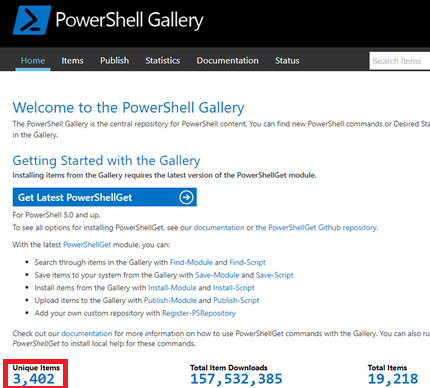 PowerShell Gallery
Home Items Publish Statistics Documentation Status Search Items
Welcome to the PowerShell Gallery
The PowerShell Gallery is the central repository for PowerShell content. You can find new PowerShell commands or Desired Sta
in the Gallery.
Getting Started with the Gallery
Installing items from the Gallery requires the latest version of the PowerShellGet module.
Get Latest PowerShellGet
For PowerShell 5.0 and up.
To see all options for installing PowerShellGet, see our documentation or the PowerShellGet Github repository.
With the latest PowerShellGet module, you can:
• Search through items in the Gallery with Find-Module and Find-Script
• Save items to your system from the Gallery with Save-Module and Save-Script
• Install items from the Gallery with Install-Module and Install-Script
• Upload items to the Gallery with Publish-Module and Publish-Script
• Add your own custom repository with Register-PSRepository
Check out our documentation for more information on how to use PowerShellGet commands with the Gallery. You can also ru
PowerShellGet to install local help for these commands.
Unique Items Total Item Downloads Total Items
3,402 157,532,385 19,218